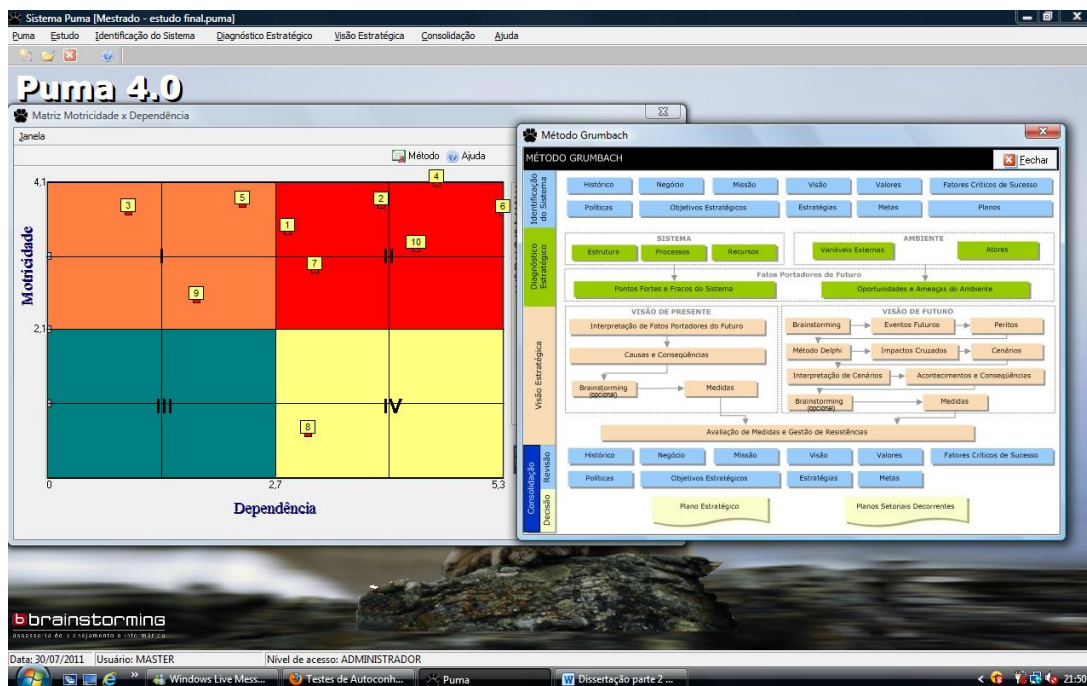 Sistema Puma [Mestrado - estudo final.puma]
Puma Estudo Identificação do Sistema Diagnóstico Estratégico Visão Estratégica Consolidação Ajuda
Puma 4.0
Matriz Motricidade x Dependência
Janela
Método Ajuda
4,1
Motricidade
2,1
0
2,7
5,3
Dependência
I
II
III
IV
3
5
1
2
4
6
10
7
9
8
Método Grumbach
MÉTODO GRUMBACH
Fechar
Identificação do Sistema
Histórico Negócio Missão Visão Valores Fatores Críticos de Sucesso
Políticas Objetivos Estratégicos Estratégias Metas Planos
Diagnóstico Estratégico
SISTEMA
AMBIENTE
Estrutura Processos Recursos
Variáveis Externas Atores
Fatos Portadores de Futuro
Pontos Fortes e Fracos do Sistema
Oportunidades e Ameaças do Ambiente
Visão Estratégica
VISÃO DE PRESENTE
Interpretação de Fatos Portadores do Futuro
Causas e Conseqüências
Brainstorming (opcional)
Medidas
VISÃO DE FUTURO
Brainstorming Eventos Futuros Peritos
Método Delphi Impactos Cruzados Cenários
Interpretação de Cenários Acontecimentos e Conseqüências
Brainstorming (opcional)
Medidas
Avaliação de Medidas e Gestão de Resistências
Consolidação
Revisão
Histórico Negócio Missão Visão Valores Fatores Críticos de Sucesso
Políticas Objetivos Estratégicos Estratégias Metas
Decisão
Plano Estratégico
Planos Setoriais Decorrentes
brainstorming
assessoria de planejamento e informática
Data: 30/07/2011 Usuário: MASTER Nível de acesso: ADMINISTRADOR
Windows Live Mess... Testes de Autoconh... Puma Dissertação parte 2 ... 21:50